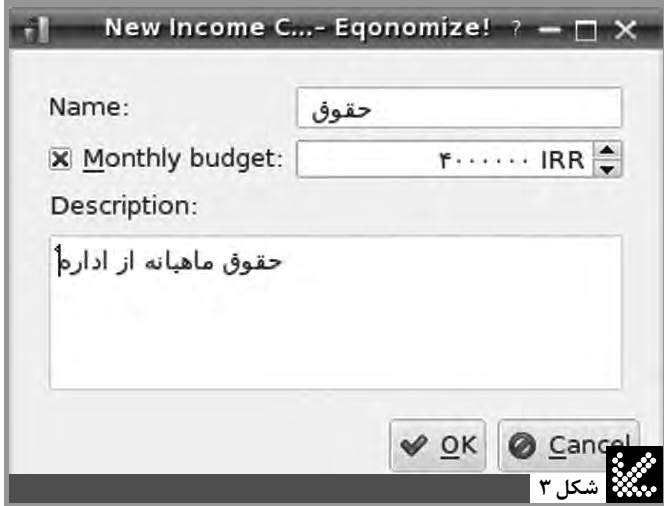 New Income C...- Eqonomize! ?
Name: حقوق
Monthly budget: ۴۰۰۰۰۰۰ IRR
Description:
حقوق ماهیانه از اداره
OK Cancel
شکل ۳